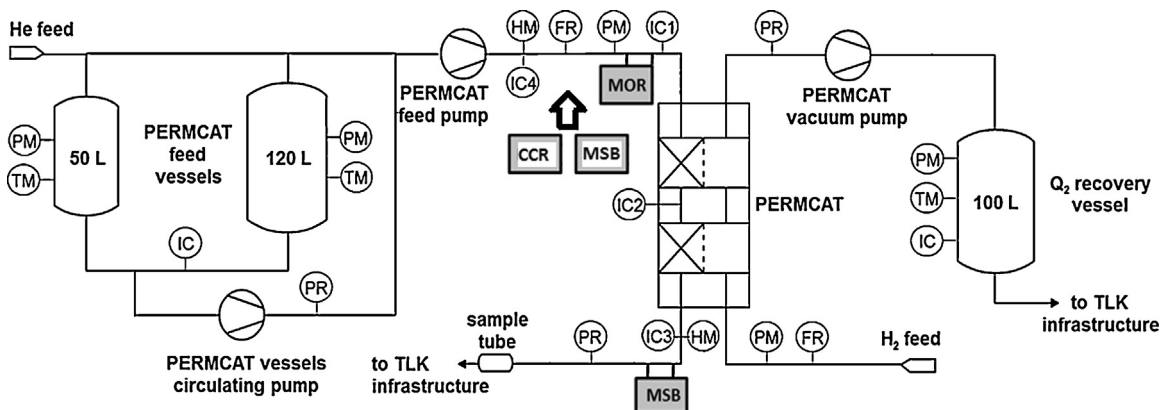 He feed
HM
FR
PM
IC1
PR
IC4
MOR
PERMCAT
feed pump
PERMCAT
vacuum pump
PM
50 L
TM
PERMCAT
feed
vessels
120 L
PM
TM
CCR
MSB
IC2
PERMCAT
PM
TM
IC
100 L
Q2 recovery
vessel
IC
PR
to TLK
infrastructure
PERMCAT vessels
circulating pump
sample
tube
to TLK
infrastructure
PR
IC3
HM
MSB
PM
FR
H2 feed